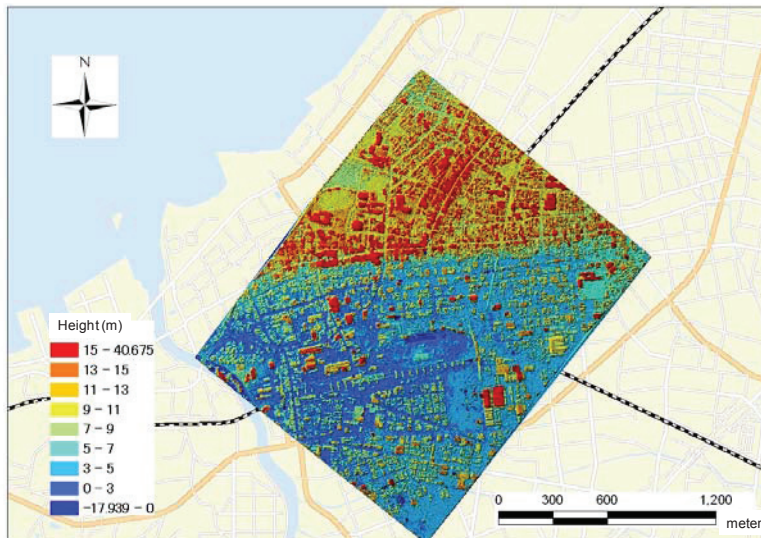 N
Height (m)
15 – 40.675
13 – 15
11 – 13
9 – 11
7 – 9
5 – 7
3 – 5
0 – 3
-17.939 – 0
0 300 600 1,200
meter